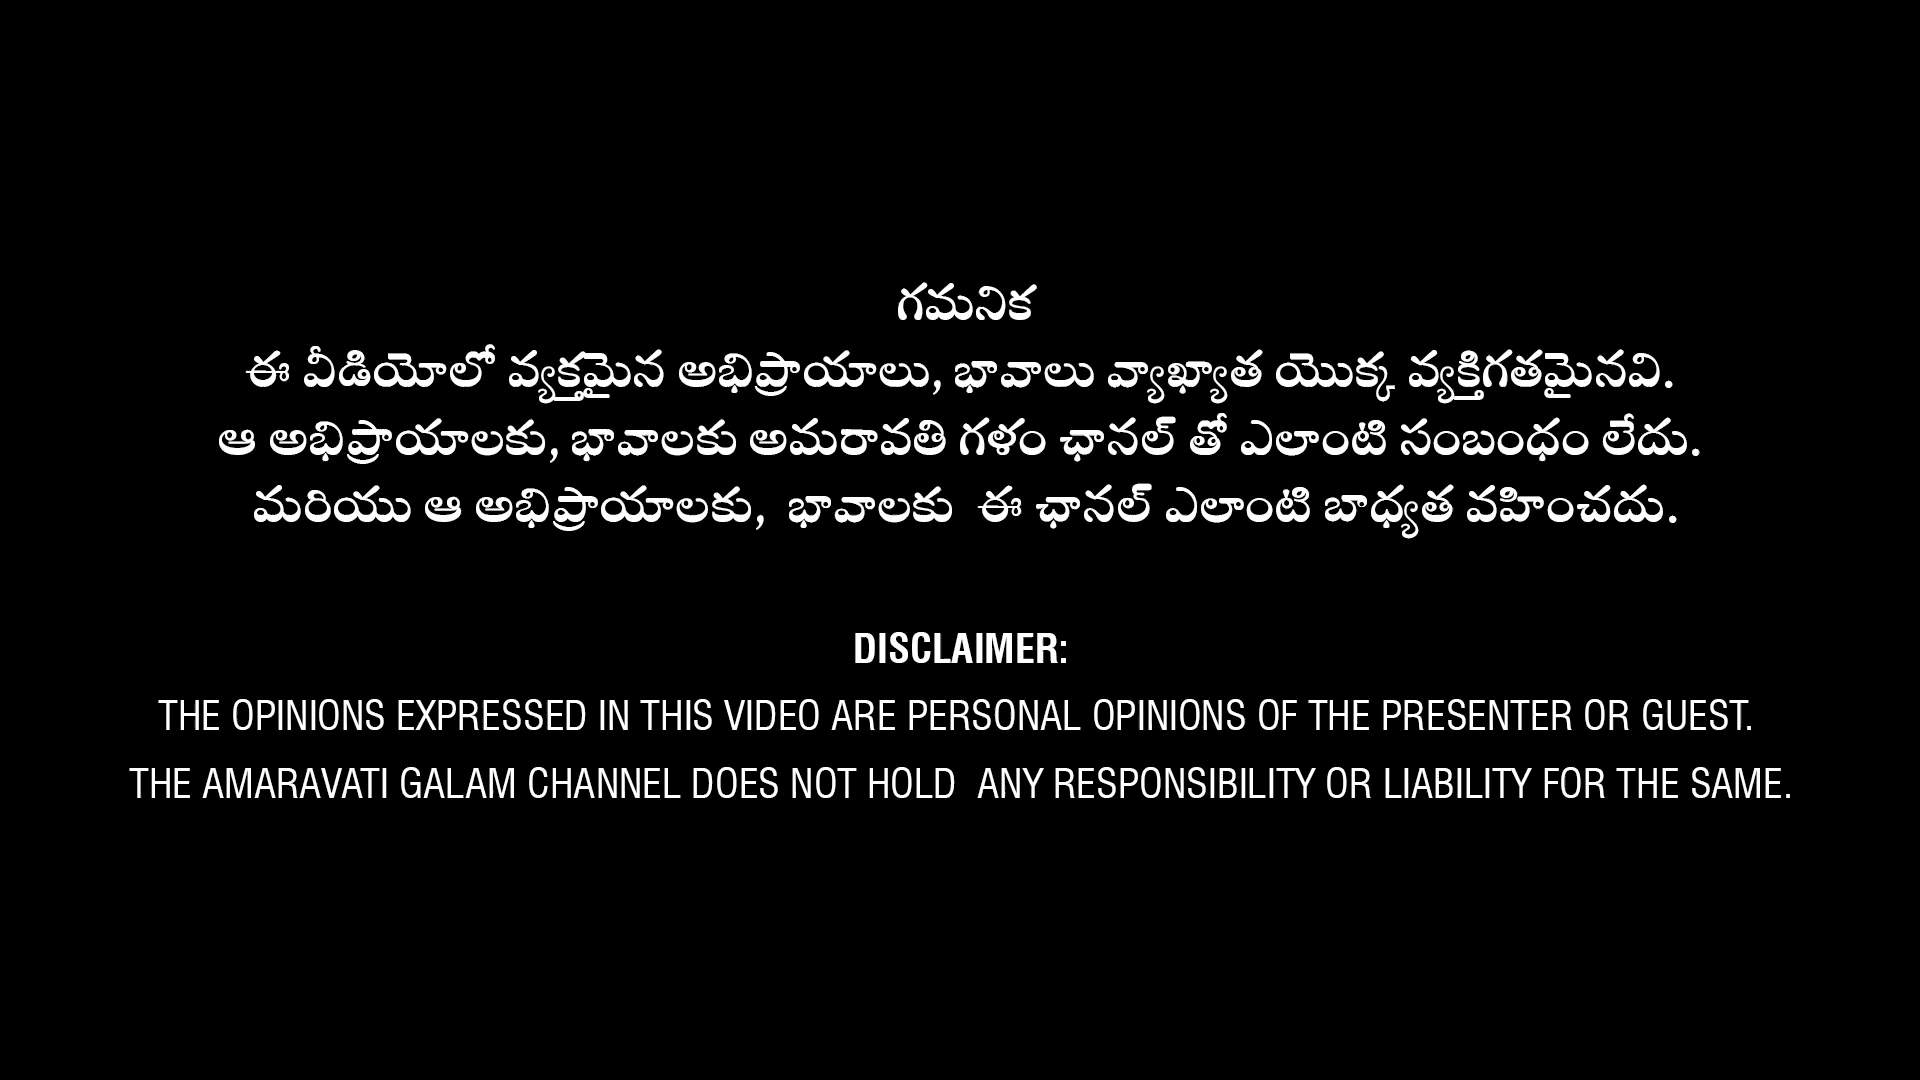 గమనిక
ఈ వీడియోలో వ్యక్తమైన అభిప్రాయాలు, భావాలు వ్యాఖ్యాత యొక్క వ్యక్తిగతమైనవి.
ఆ అభిప్రాయాలకు, భావాలకు అమరావతి గళం ఛానల్ తో ఎలాంటి సంబంధం లేదు.
మరియు ఆ అభిప్రాయాలకు, భావాలకు ఈ ఛానల్ ఎలాంటి బాధ్యత వహించదు.
DISCLAIMER:
THE OPINIONS EXPRESSED IN THIS VIDEO ARE PERSONAL OPINIONS OF THE PRESENTER OR GUEST.
THE AMARAVATI GALAM CHANNEL DOES NOT HOLD ANY RESPONSIBILITY OR LIABILITY FOR THE SAME.